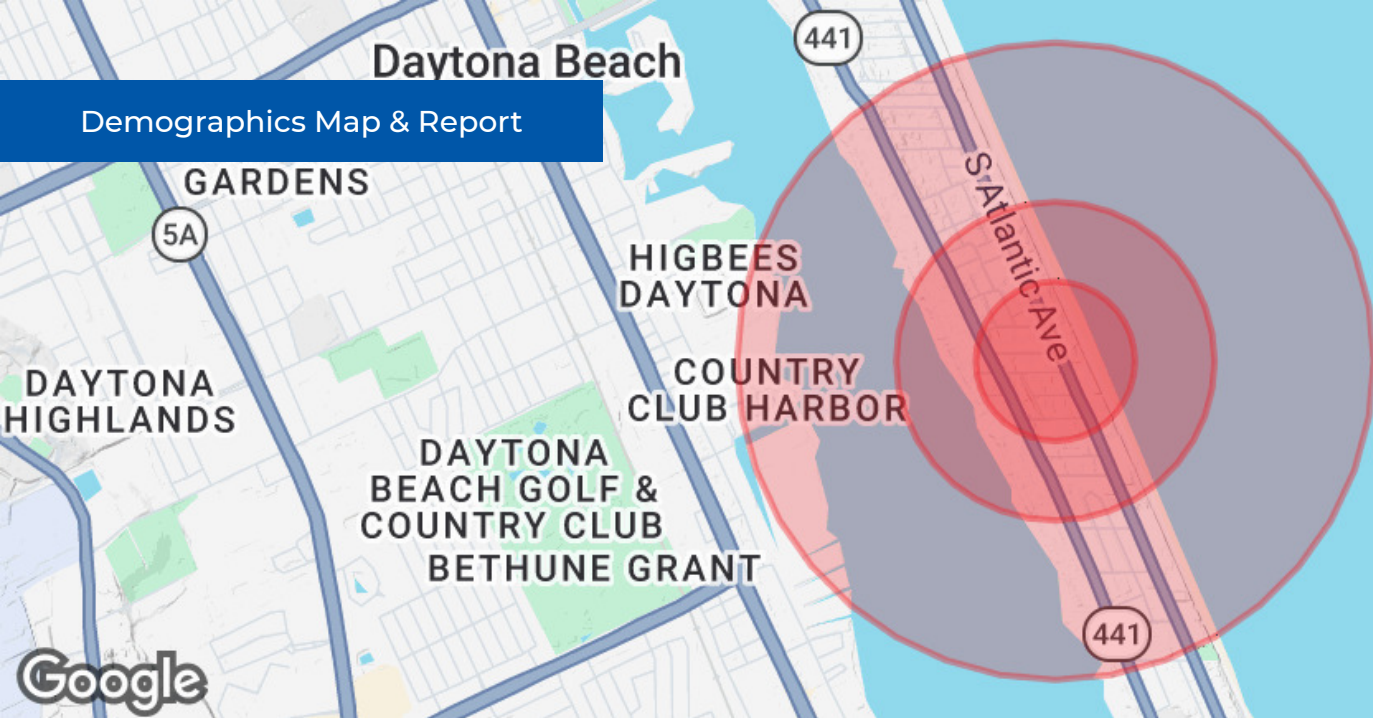 441
Daytona Beach
Demographics Map & Report
GARDENS
5A
S Atlantic Ave
HIGBEES
DAYTONA
COUNTRY
CLUB HARBOR
DAYTONA
HIGHLANDS
DAYTONA
BEACH GOLF &
COUNTRY CLUB
BETHUNE GRANT
441
Google